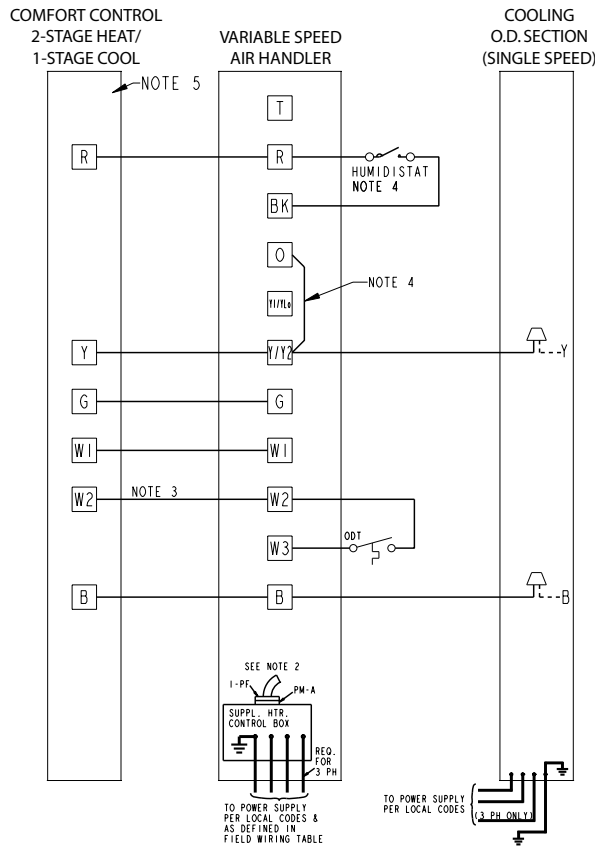 COMFORT CONTROL
2-STAGE HEAT/
1-STAGE COOL
VARIABLE SPEED
AIR HANDLER
COOLING
O.D. SECTION
(SINGLE SPEED)
NOTE 5
T
R
R
HUMIDISTAT
NOTE 4
BK
O
NOTE 4
Y1/YLo
Y
Y/Y2
Y
G
G
W1
W1
W2
NOTE 3
W2
ODT
W3
B
B
B
SEE NOTE 2
1-PF
PM-A
SUPPL. HTR.
CONTROL BOX
REQ.
FOR
3 PH
TO POWER SUPPLY
PER LOCAL CODES &
AS DEFINED IN
FIELD WIRING TABLE
TO POWER SUPPLY
PER LOCAL CODES
(3 PH ONLY)